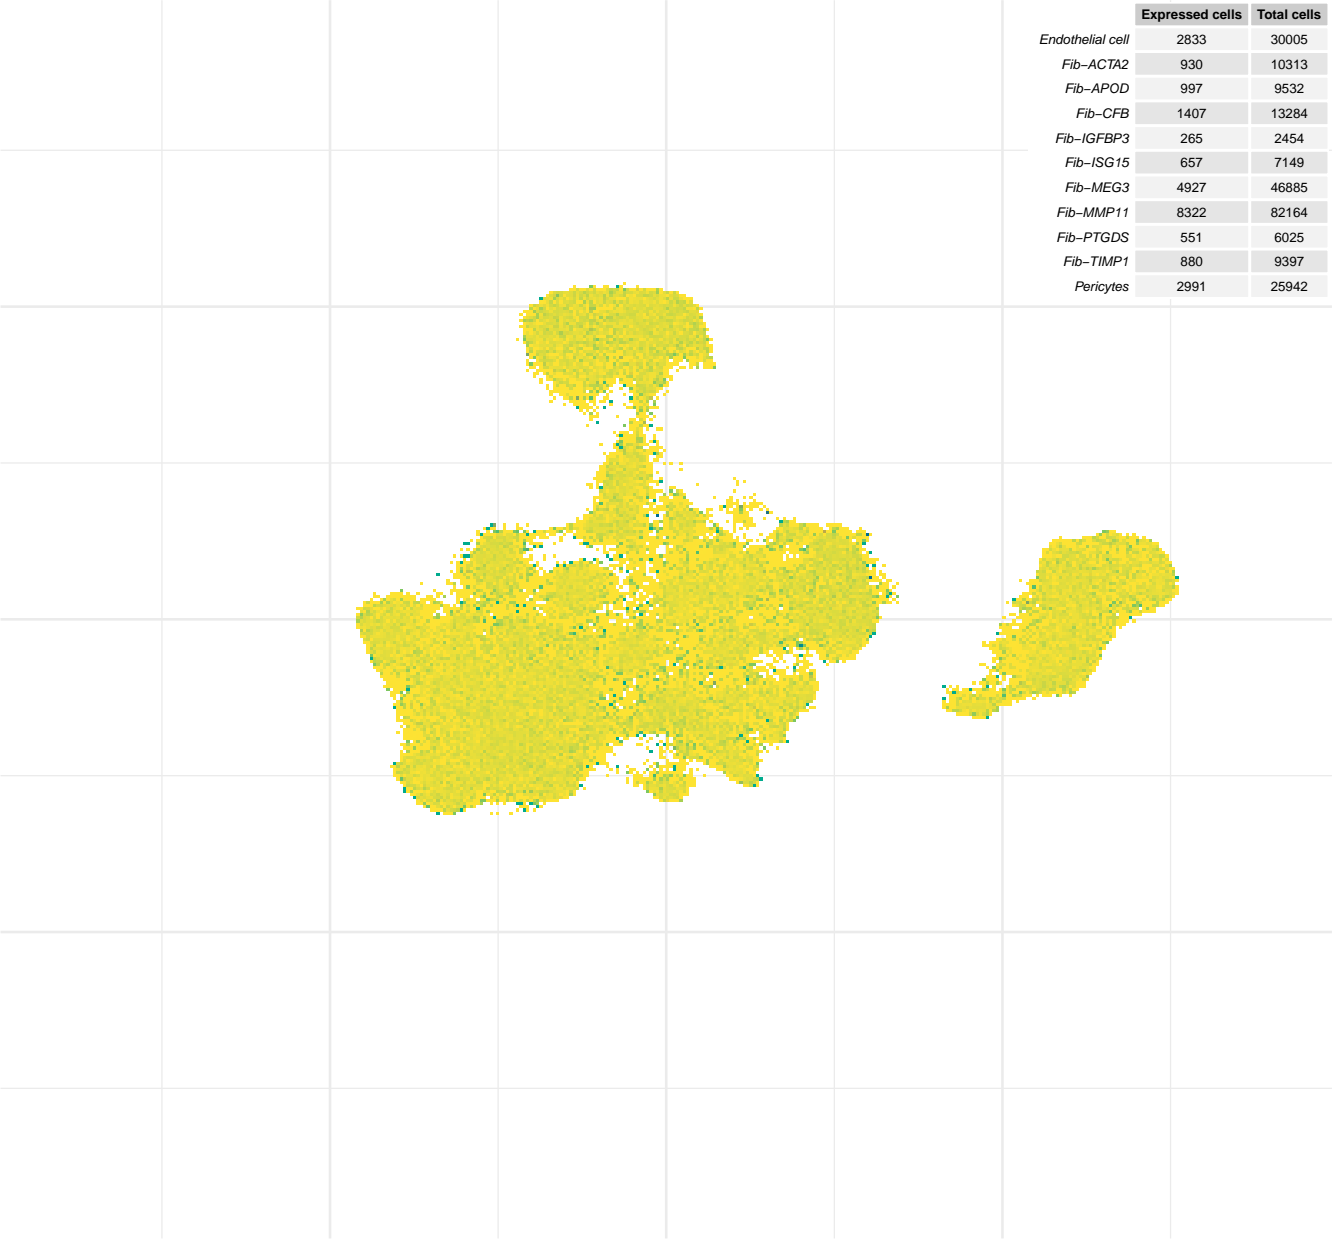 Expressed cells Total cells
Endothelial cell 2833 30005
Fib−ACTA2 930 10313
Fib−APOD 997 9532
Fib−CFB 1407 13284
Fib−IGFBP3 265 2454
Fib−ISG15 657 7149
Fib−MEG3 4927 46885
Fib−MMP11 8322 82164
Fib−PTGDS 551 6025
Fib−TIMP1 880 9397
Pericytes 2991 25942